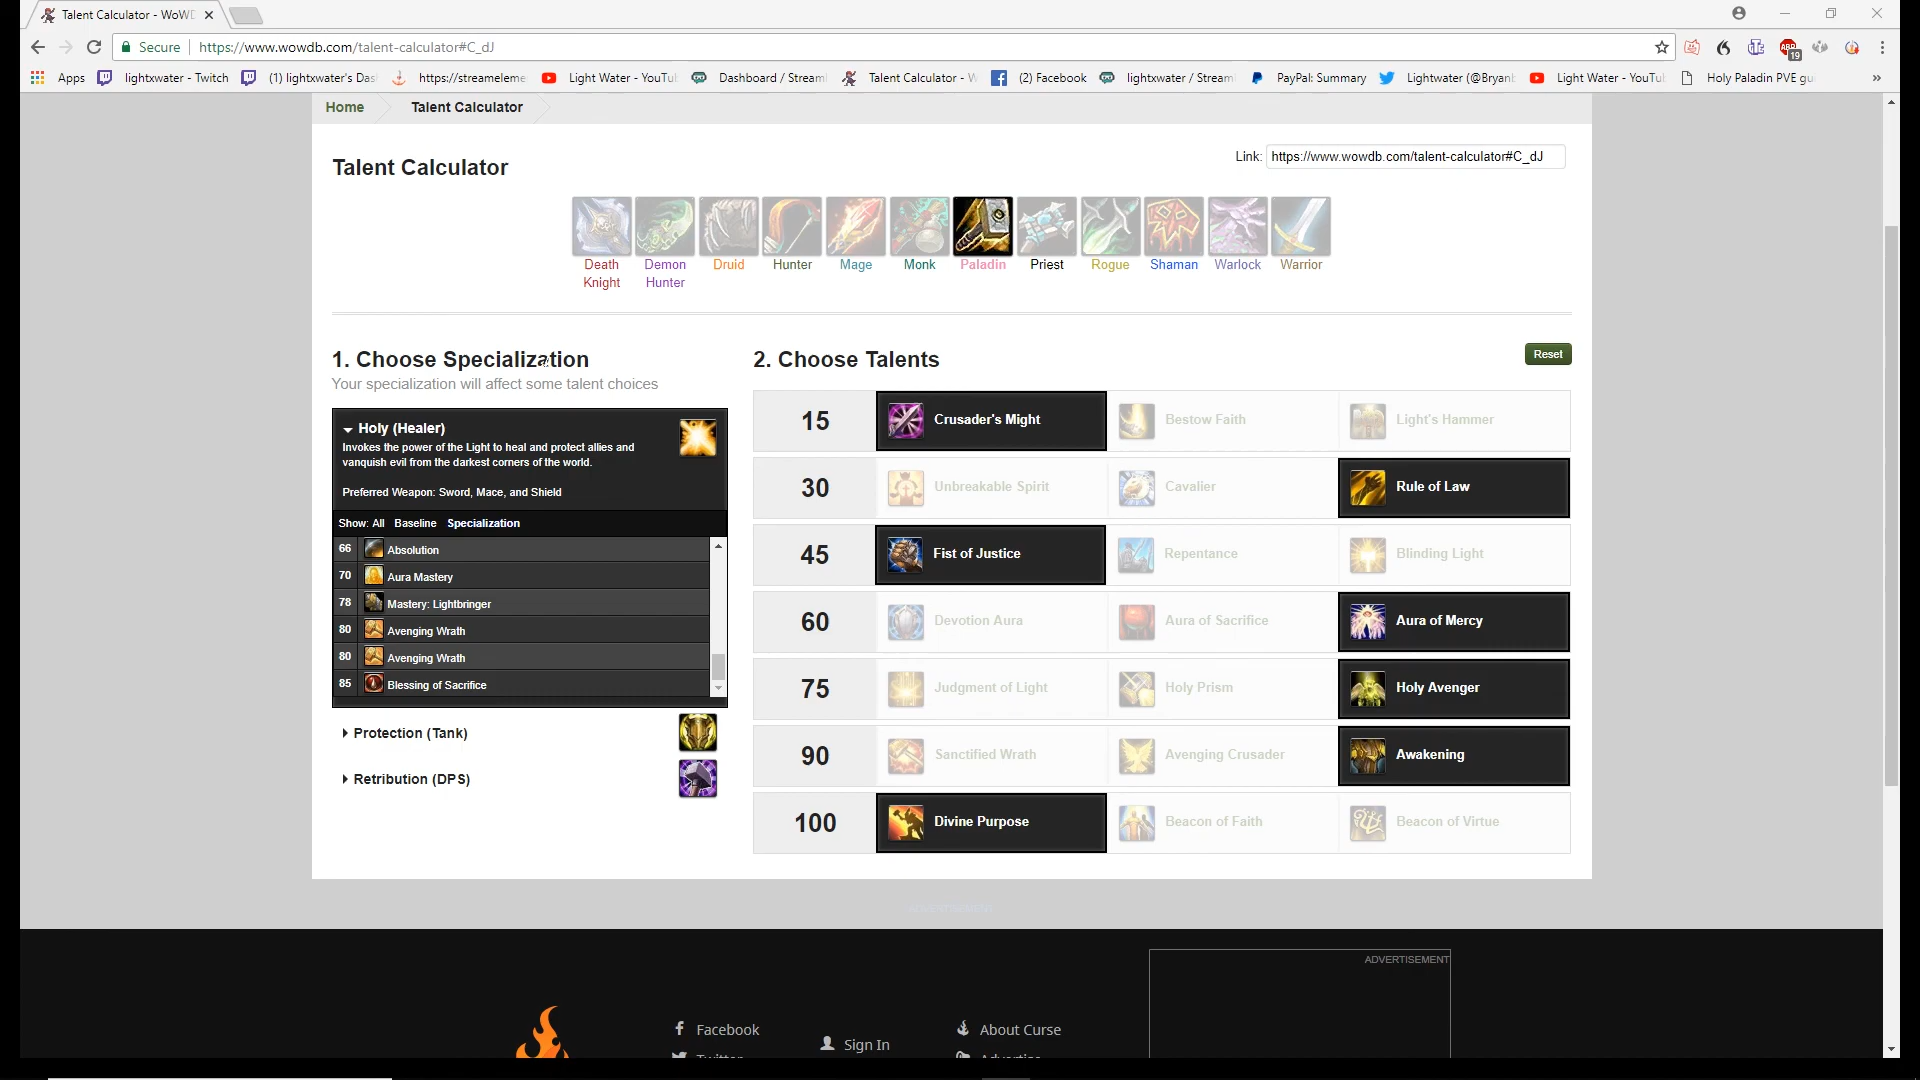 Talent Calculator - WoWD
Secure
https://www.wowdb.com/talent-calculator#C_dJ
19
Apps
lightxwater - Twitch
(1) lightxwater's Das
https://streameleme
Light Water - YouTu
Dashboard / Stream
Talent Calculator - W
(2) Facebook
lightxwater / Stream
PayPal: Summary
Lightwater (@Bryan
Light Water - YouTu
Holy Paladin PVE gu
»
Home
Talent Calculator
Talent Calculator
Link: https://www.wowdb.com/talent-calculator#C_dJ
Death Knight
Demon Hunter
Druid
Hunter
Mage
Monk
Paladin
Priest
Rogue
Shaman
Warlock
Warrior
1. Choose Specialization
Your specialization will affect some talent choices
Holy (Healer)
Invokes the power of the Light to heal and protect allies and
vanquish evil from the darkest corners of the world.
Preferred Weapon: Sword, Mace, and Shield
Show: All Baseline Specialization
66 Absolution
70 Aura Mastery
78 Mastery: Lightbringer
80 Avenging Wrath
80 Avenging Wrath
85 Blessing of Sacrifice
Protection (Tank)
Retribution (DPS)
2. Choose Talents
Reset
15 Crusader's Might Bestow Faith Light's Hammer
30 Unbreakable Spirit Cavalier Rule of Law
45 Fist of Justice Repentance Blinding Light
60 Devotion Aura Aura of Sacrifice Aura of Mercy
75 Judgment of Light Holy Prism Holy Avenger
90 Sanctified Wrath Avenging Crusader Awakening
100 Divine Purpose Beacon of Faith Beacon of Virtue
ADVERTISEMENT
ADVERTISEMENT
Facebook
Sign In
About Curse